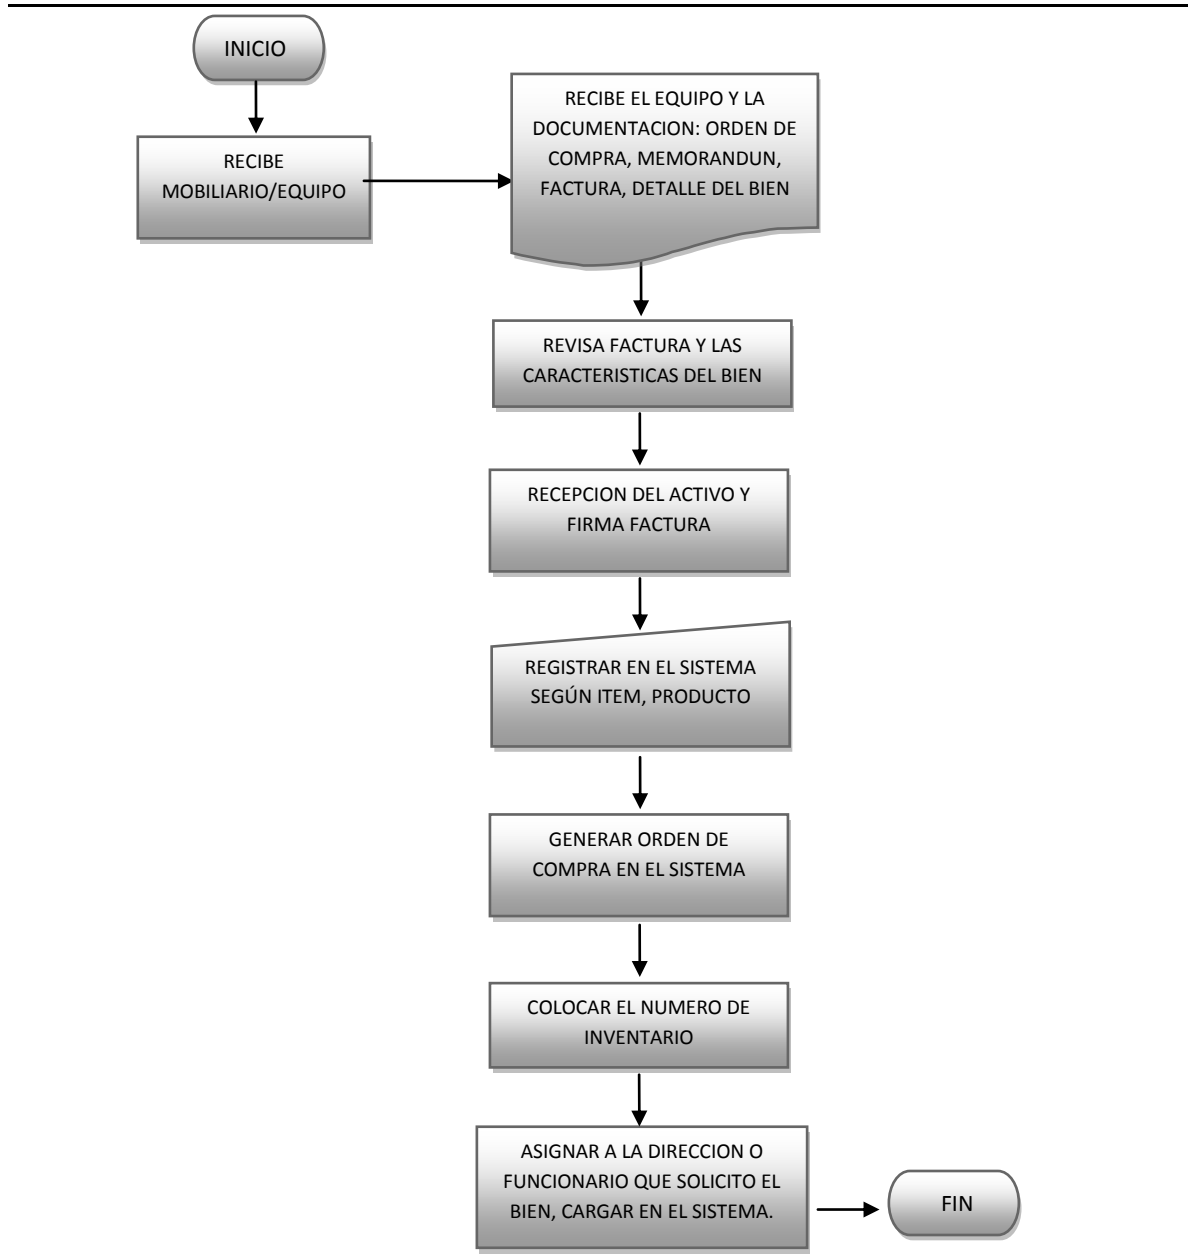 INICIO
RECIBE
MOBILIARIO/EQUIPO
RECIBE EL EQUIPO Y LA
DOCUMENTACION: ORDEN DE
COMPRA, MEMORANDUN,
FACTURA, DETALLE DEL BIEN
REVISA FACTURA Y LAS
CARACTERISTICAS DEL BIEN
RECEPCION DEL ACTIVO Y
FIRMA FACTURA
REGISTRAR EN EL SISTEMA
SEGÚN ITEM, PRODUCTO
GENERAR ORDEN DE
COMPRA EN EL SISTEMA
COLOCAR EL NUMERO DE
INVENTARIO
ASIGNAR A LA DIRECCION O
FUNCIONARIO QUE SOLICITO EL
BIEN, CARGAR EN EL SISTEMA.
FIN